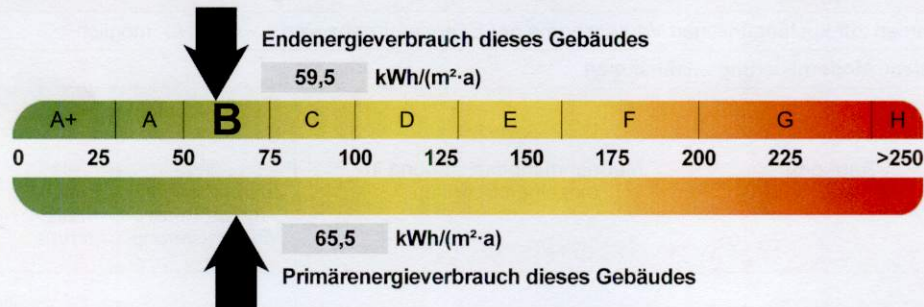 Endenergieverbrauch dieses Gebäudes
59,5 kWh/(m²·a)
A+ A B C D E F G H
0 25 50 75 100 125 150 175 200 225 >250
65,5 kWh/(m²·a)
Primärenergieverbrauch dieses Gebäudes